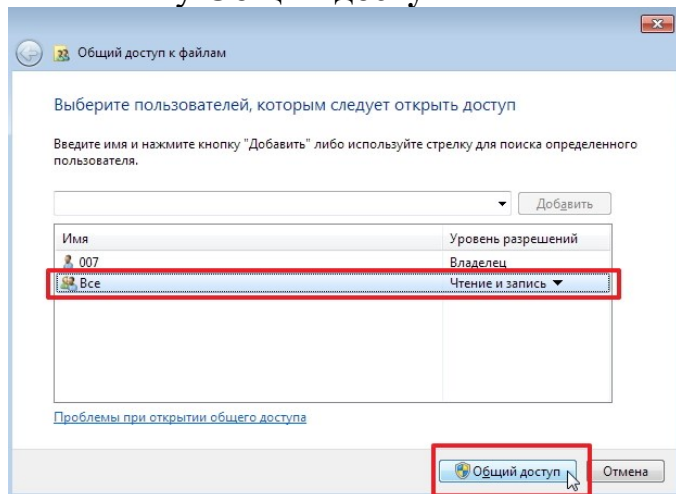 Общий доступ к файлам
Выберите пользователей, которым следует открыть доступ
Введите имя и нажмите кнопку "Добавить" либо используйте стрелку для поиска определенного
пользователя.
Добавить
Имя Уровень разрешений
007 Владелец
Все Чтение и запись
Проблемы при открытии общего доступа
Общий доступ Отмена